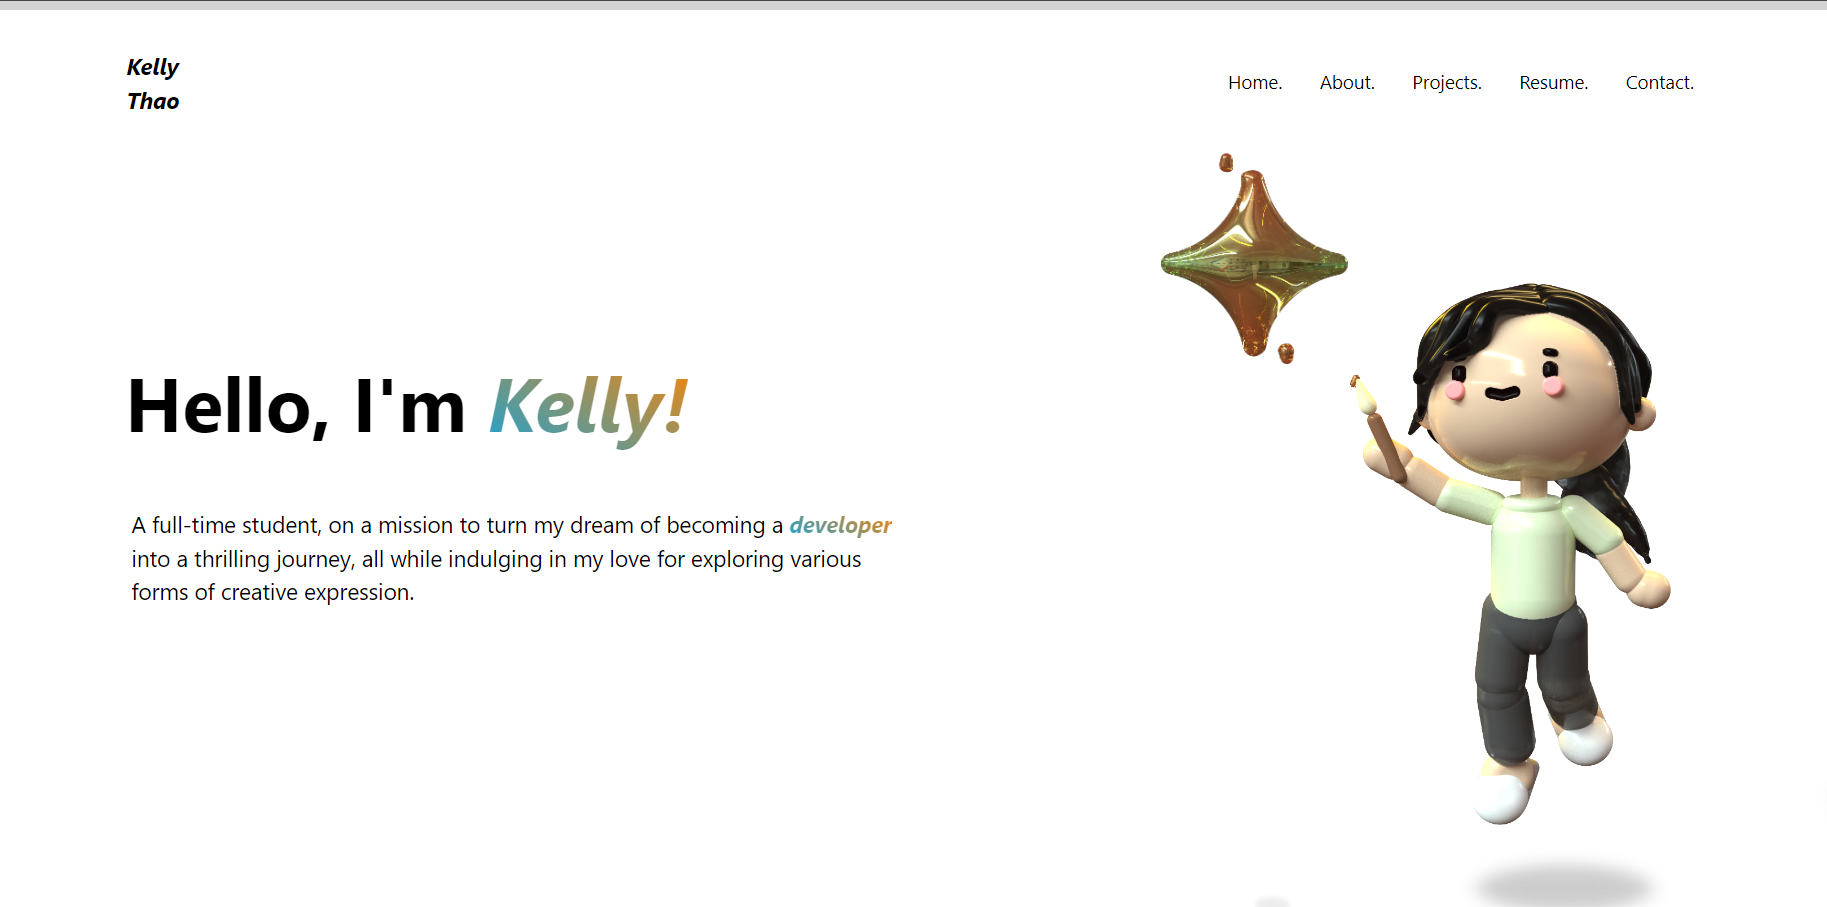 Kelly
Thao
Home. About. Projects. Resume. Contact.
Hello, I'm Kelly!
A full-time student, on a mission to turn my dream of becoming a developer
into a thrilling journey, all while indulging in my love for exploring various
forms of creative expression.